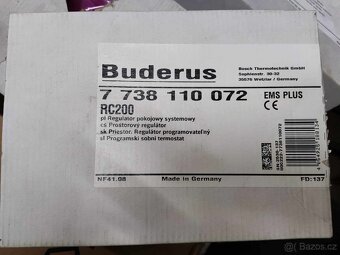 Buderus
Bosch Thermotechnik GmbH
Sophienstr. 30-32
35576 Wetzlar / Germany
7 738 110 072
EMS PLUS
RC200
CE
pl Regulator pokojowy systemowy
cs Prostorový regulátor
sk Priestor. Regulátor programovateľný
sl Programski sobni termostat
NF41.08
Made in Germany
FD:137
bazos.cz